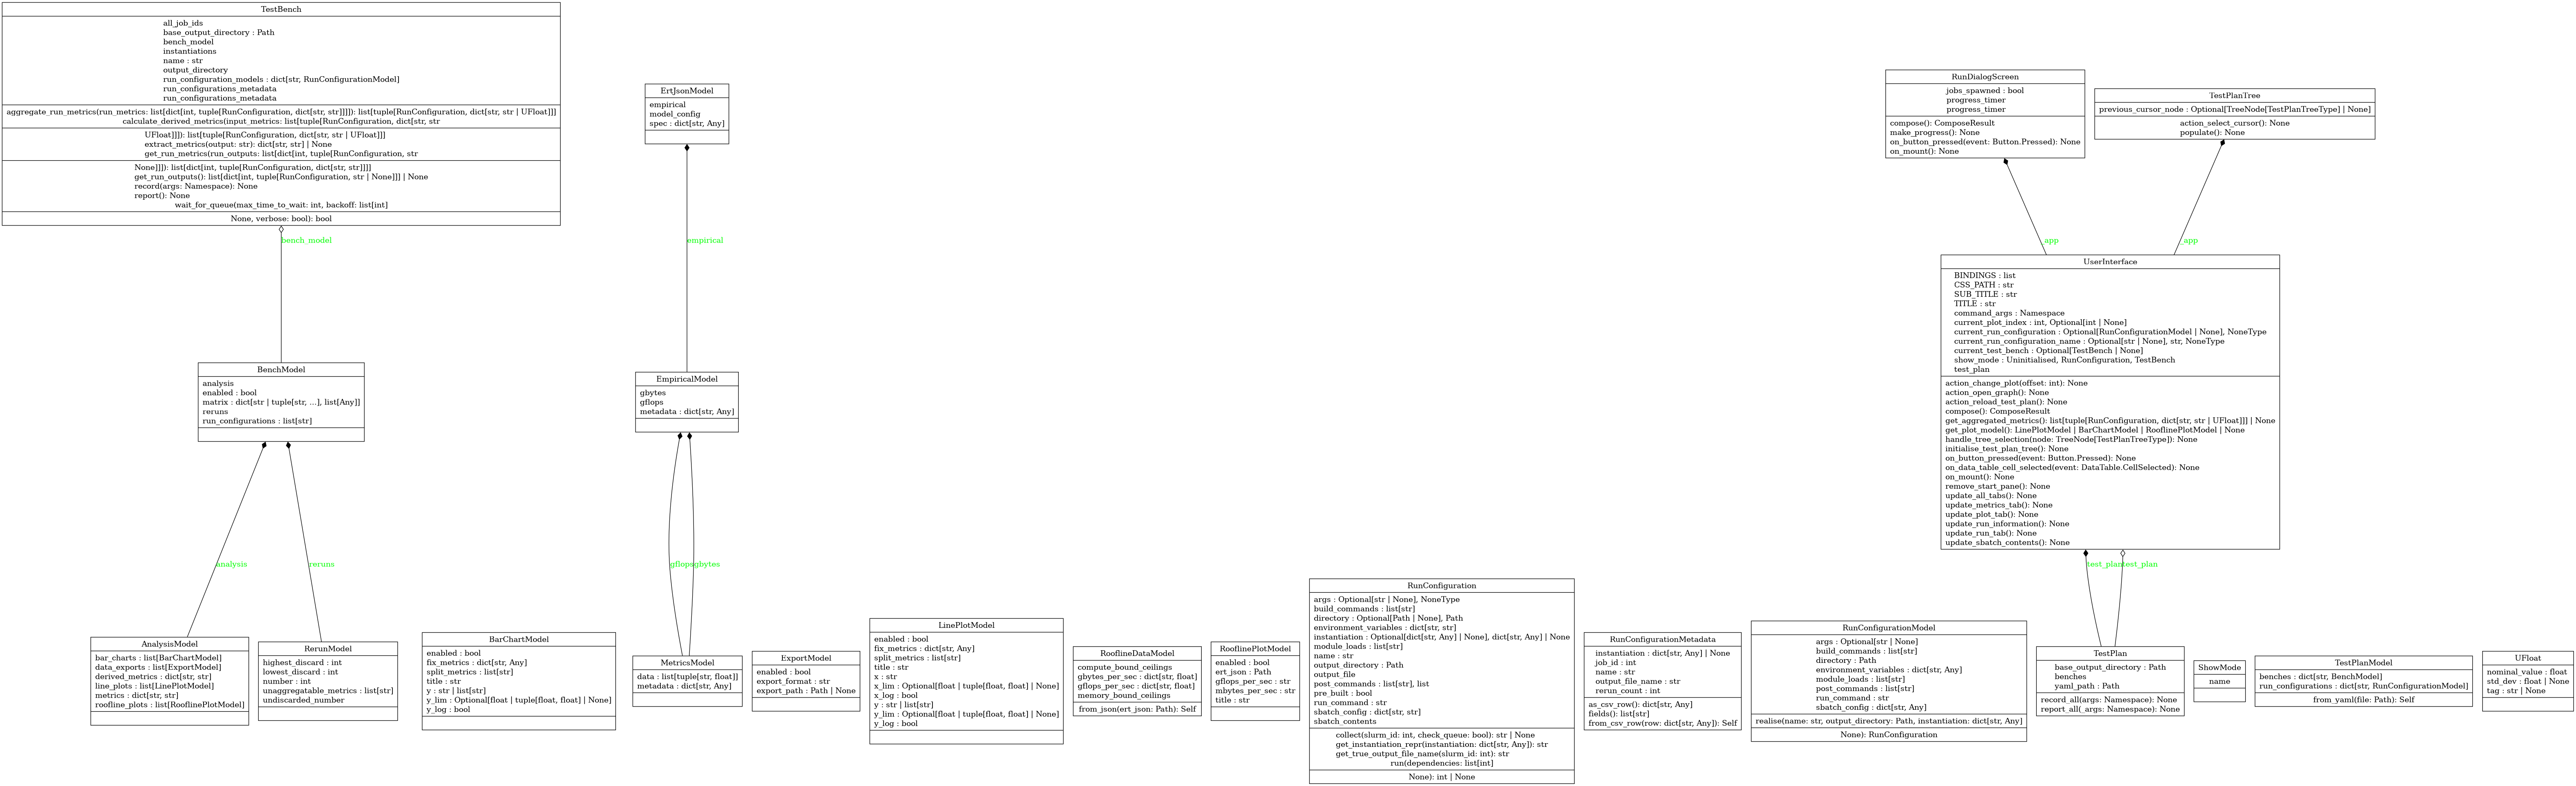 TestBench
all_job_ids
base_output_directory : Path
bench_model
instantiations
name : str
output_directory
run_configuration_models : dict[str, RunConfigurationModel]
run_configurations_metadata
run_configurations_metadata
aggregate_run_metrics(run_metrics: list[dict[int, tuple[RunConfiguration, dict[str, str]]]]): list[tuple[RunConfiguration, dict[str, str | UFloat]]]
calculate_derived_metrics(input_metrics: list[tuple[RunConfiguration, dict[str, str
UFloat]]]): list[tuple[RunConfiguration, dict[str, str | UFloat]]]
extract_metrics(output: str): dict[str, str] | None
get_run_metrics(run_outputs: list[dict[int, tuple[RunConfiguration, str
None]]]): list[dict[int, tuple[RunConfiguration, dict[str, str]]]]
get_run_outputs(): list[dict[int, tuple[RunConfiguration, str | None]]] | None
record(args: Namespace): None
report(): None
wait_for_queue(max_time_to_wait: int, backoff: list[int]
None, verbose: bool): bool
bench_model
BenchModel
analysis
enabled : bool
matrix : dict[str | tuple[str, ...], list[Any]]
reruns
run_configurations : list[str]
analysis
reruns
AnalysisModel
bar_charts : list[BarChartModel]
data_exports : list[ExportModel]
derived_metrics : dict[str, str]
line_plots : list[LinePlotModel]
metrics : dict[str, str]
roofline_plots : list[RooflinePlotModel]
RerunModel
highest_discard : int
lowest_discard : int
number : int
unaggregatable_metrics : list[str]
undiscarded_number
BarChartModel
enabled : bool
fix_metrics : dict[str, Any]
split_metrics : list[str]
title : str
y : str | list[str]
y_lim : Optional[float | tuple[float, float] | None]
y_log : bool
ErtJsonModel
empirical
model_config
spec : dict[str, Any]
empirical
EmpiricalModel
gbytes
gflops
metadata : dict[str, Any]
gflops
gbytes
MetricsModel
data : list[tuple[str, float]]
metadata : dict[str, Any]
ExportModel
enabled : bool
export_format : str
export_path : Path | None
LinePlotModel
enabled : bool
fix_metrics : dict[str, Any]
split_metrics : list[str]
title : str
x : str
x_lim : Optional[float | tuple[float, float] | None]
x_log : bool
y : str | list[str]
y_lim : Optional[float | tuple[float, float] | None]
y_log : bool
RooflineDataModel
compute_bound_ceilings
gbytes_per_sec : dict[str, float]
gflops_per_sec : dict[str, float]
memory_bound_ceilings
from_json(ert_json: Path): Self
RooflinePlotModel
enabled : bool
ert_json : Path
gflops_per_sec : str
mbytes_per_sec : str
title : str
RunConfiguration
args : Optional[str | None], NoneType
build_commands : list[str]
directory : Optional[Path | None], Path
environment_variables : dict[str, str]
instantiation : Optional[dict[str, Any] | None], dict[str, Any] | None
module_loads : list[str]
name : str
output_directory : Path
output_file
post_commands : list[str], list
pre_built : bool
run_command : str
sbatch_config : dict[str, str]
sbatch_contents
collect(slurm_id: int, check_queue: bool): str | None
get_instantiation_repr(instantiation: dict[str, Any]): str
get_true_output_file_name(slurm_id: int): str
run(dependencies: list[int]
None): int | None
RunConfigurationMetadata
instantiation : dict[str, Any] | None
job_id : int
name : str
output_file_name : str
rerun_count : int
as_csv_row(): dict[str, Any]
fields(): list[str]
from_csv_row(row: dict[str, Any]): Self
RunConfigurationModel
args : Optional[str | None]
build_commands : list[str]
directory : Path
environment_variables : dict[str, Any]
module_loads : list[str]
post_commands : list[str]
run_command : str
sbatch_config : dict[str, Any]
realise(name: str, output_directory: Path, instantiation: dict[str, Any]
None): RunConfiguration
RunDialogScreen
jobs_spawned : bool
progress_timer
progress_timer
compose(): ComposeResult
make_progress(): None
on_button_pressed(event: Button.Pressed): None
on_mount(): None
TestPlanTree
previous_cursor_node : Optional[TreeNode[TestPlanTreeType] | None]
action_select_cursor(): None
populate(): None
app
_app
UserInterface
BINDINGS : list
CSS_PATH : str
SUB_TITLE : str
TITLE : str
command_args : Namespace
current_plot_index : int, Optional[int | None]
current_run_configuration : Optional[RunConfigurationModel | None], NoneType
current_run_configuration_name : Optional[str | None], str, NoneType
current_test_bench : Optional[TestBench | None]
show_mode : Uninitialised, RunConfiguration, TestBench
test_plan
action_change_plot(offset: int): None
action_open_graph(): None
action_reload_test_plan(): None
compose(): ComposeResult
get_aggregated_metrics(): list[tuple[RunConfiguration, dict[str, str | UFloat]]] | None
get_plot_model(): LinePlotModel | BarChartModel | RooflinePlotModel | None
handle_tree_selection(node: TreeNode[TestPlanTreeType]): None
initialise_test_plan_tree(): None
on_button_pressed(event: Button.Pressed): None
on_data_table_cell_selected(event: DataTable.CellSelected): None
on_mount(): None
remove_start_pane(): None
update_all_tabs(): None
update_metrics_tab(): None
update_plot_tab(): None
update_run_information(): None
update_run_tab(): None
update_sbatch_contents(): None
test_plan
test_plan
TestPlan
base_output_directory : Path
benches
yaml_path : Path
record_all(args: Namespace): None
report_all(_args: Namespace): None
ShowMode
name
TestPlanModel
benches : dict[str, BenchModel]
run_configurations : dict[str, RunConfigurationModel]
from_yaml(file: Path): Self
UFloat
nominal_value : float
std_dev : float | None
tag : str | None